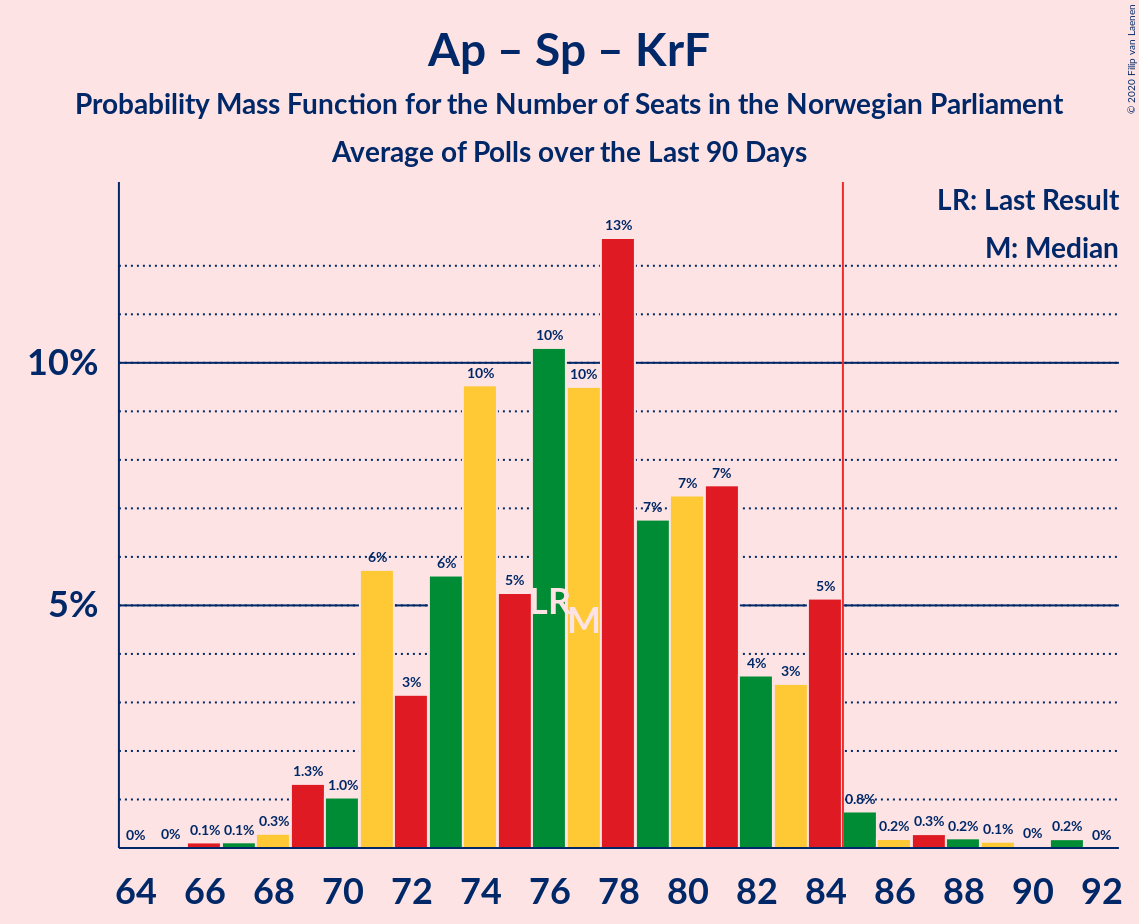 Ap – Sp – KrF
Probability Mass Function for the Number of Seats in the Norwegian Parliament
Average of Polls over the Last 90 Days
© 2020 Filip van Laenen
LR: Last Result
M: Median
10%
5%
0% 0% 0.1% 0.1% 0.3% 1.3% 1.0% 6% 3% 6% 10% 5% 10% 10% 13% 7% 7% 7% 4% 3% 5% 0.8% 0.2% 0.3% 0.2% 0.1% 0% 0.2% 0%
LR
M
64 66 68 70 72 74 76 78 80 82 84 86 88 90 92